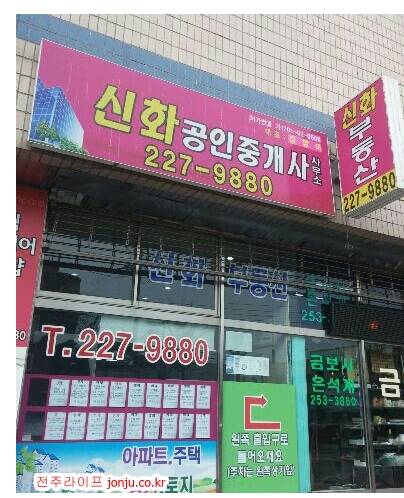 신화공인중개사 사무소
227-9880
신화
부동산
227-9880
신화 부동산
253-
T.227-9880
금보사
은석
253-3880
금
왼쪽 출입구로
들어오세요
아파트,주택
토지
전주라이프 jonju.co.kr